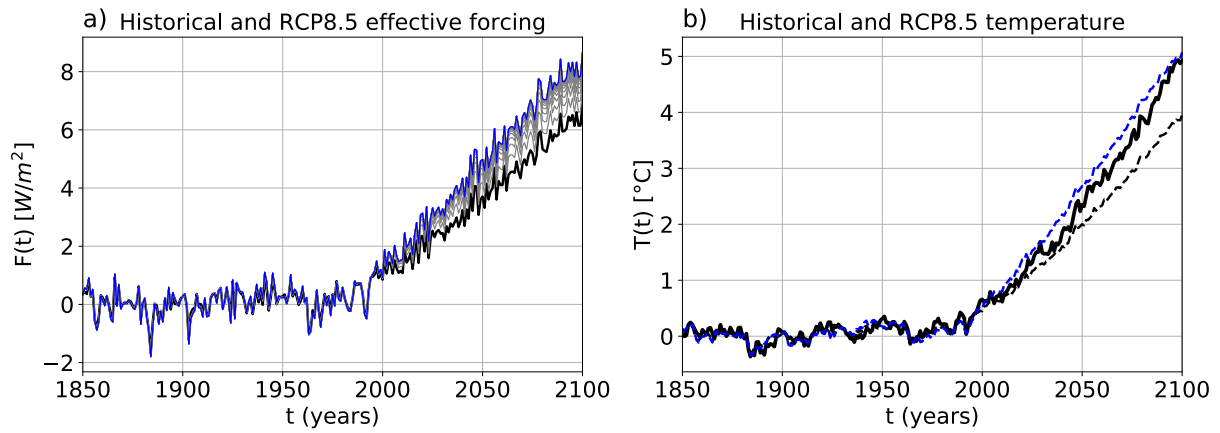 a) Historical and RCP8.5 effective forcing
8
6
4
2
0
−2
F(t) [W/m²]
1850 1900 1950 2000 2050 2100
t (years)
b) Historical and RCP8.5 temperature
5
4
3
2
1
0
T(t) [°C]
1850 1900 1950 2000 2050 2100
t (years)